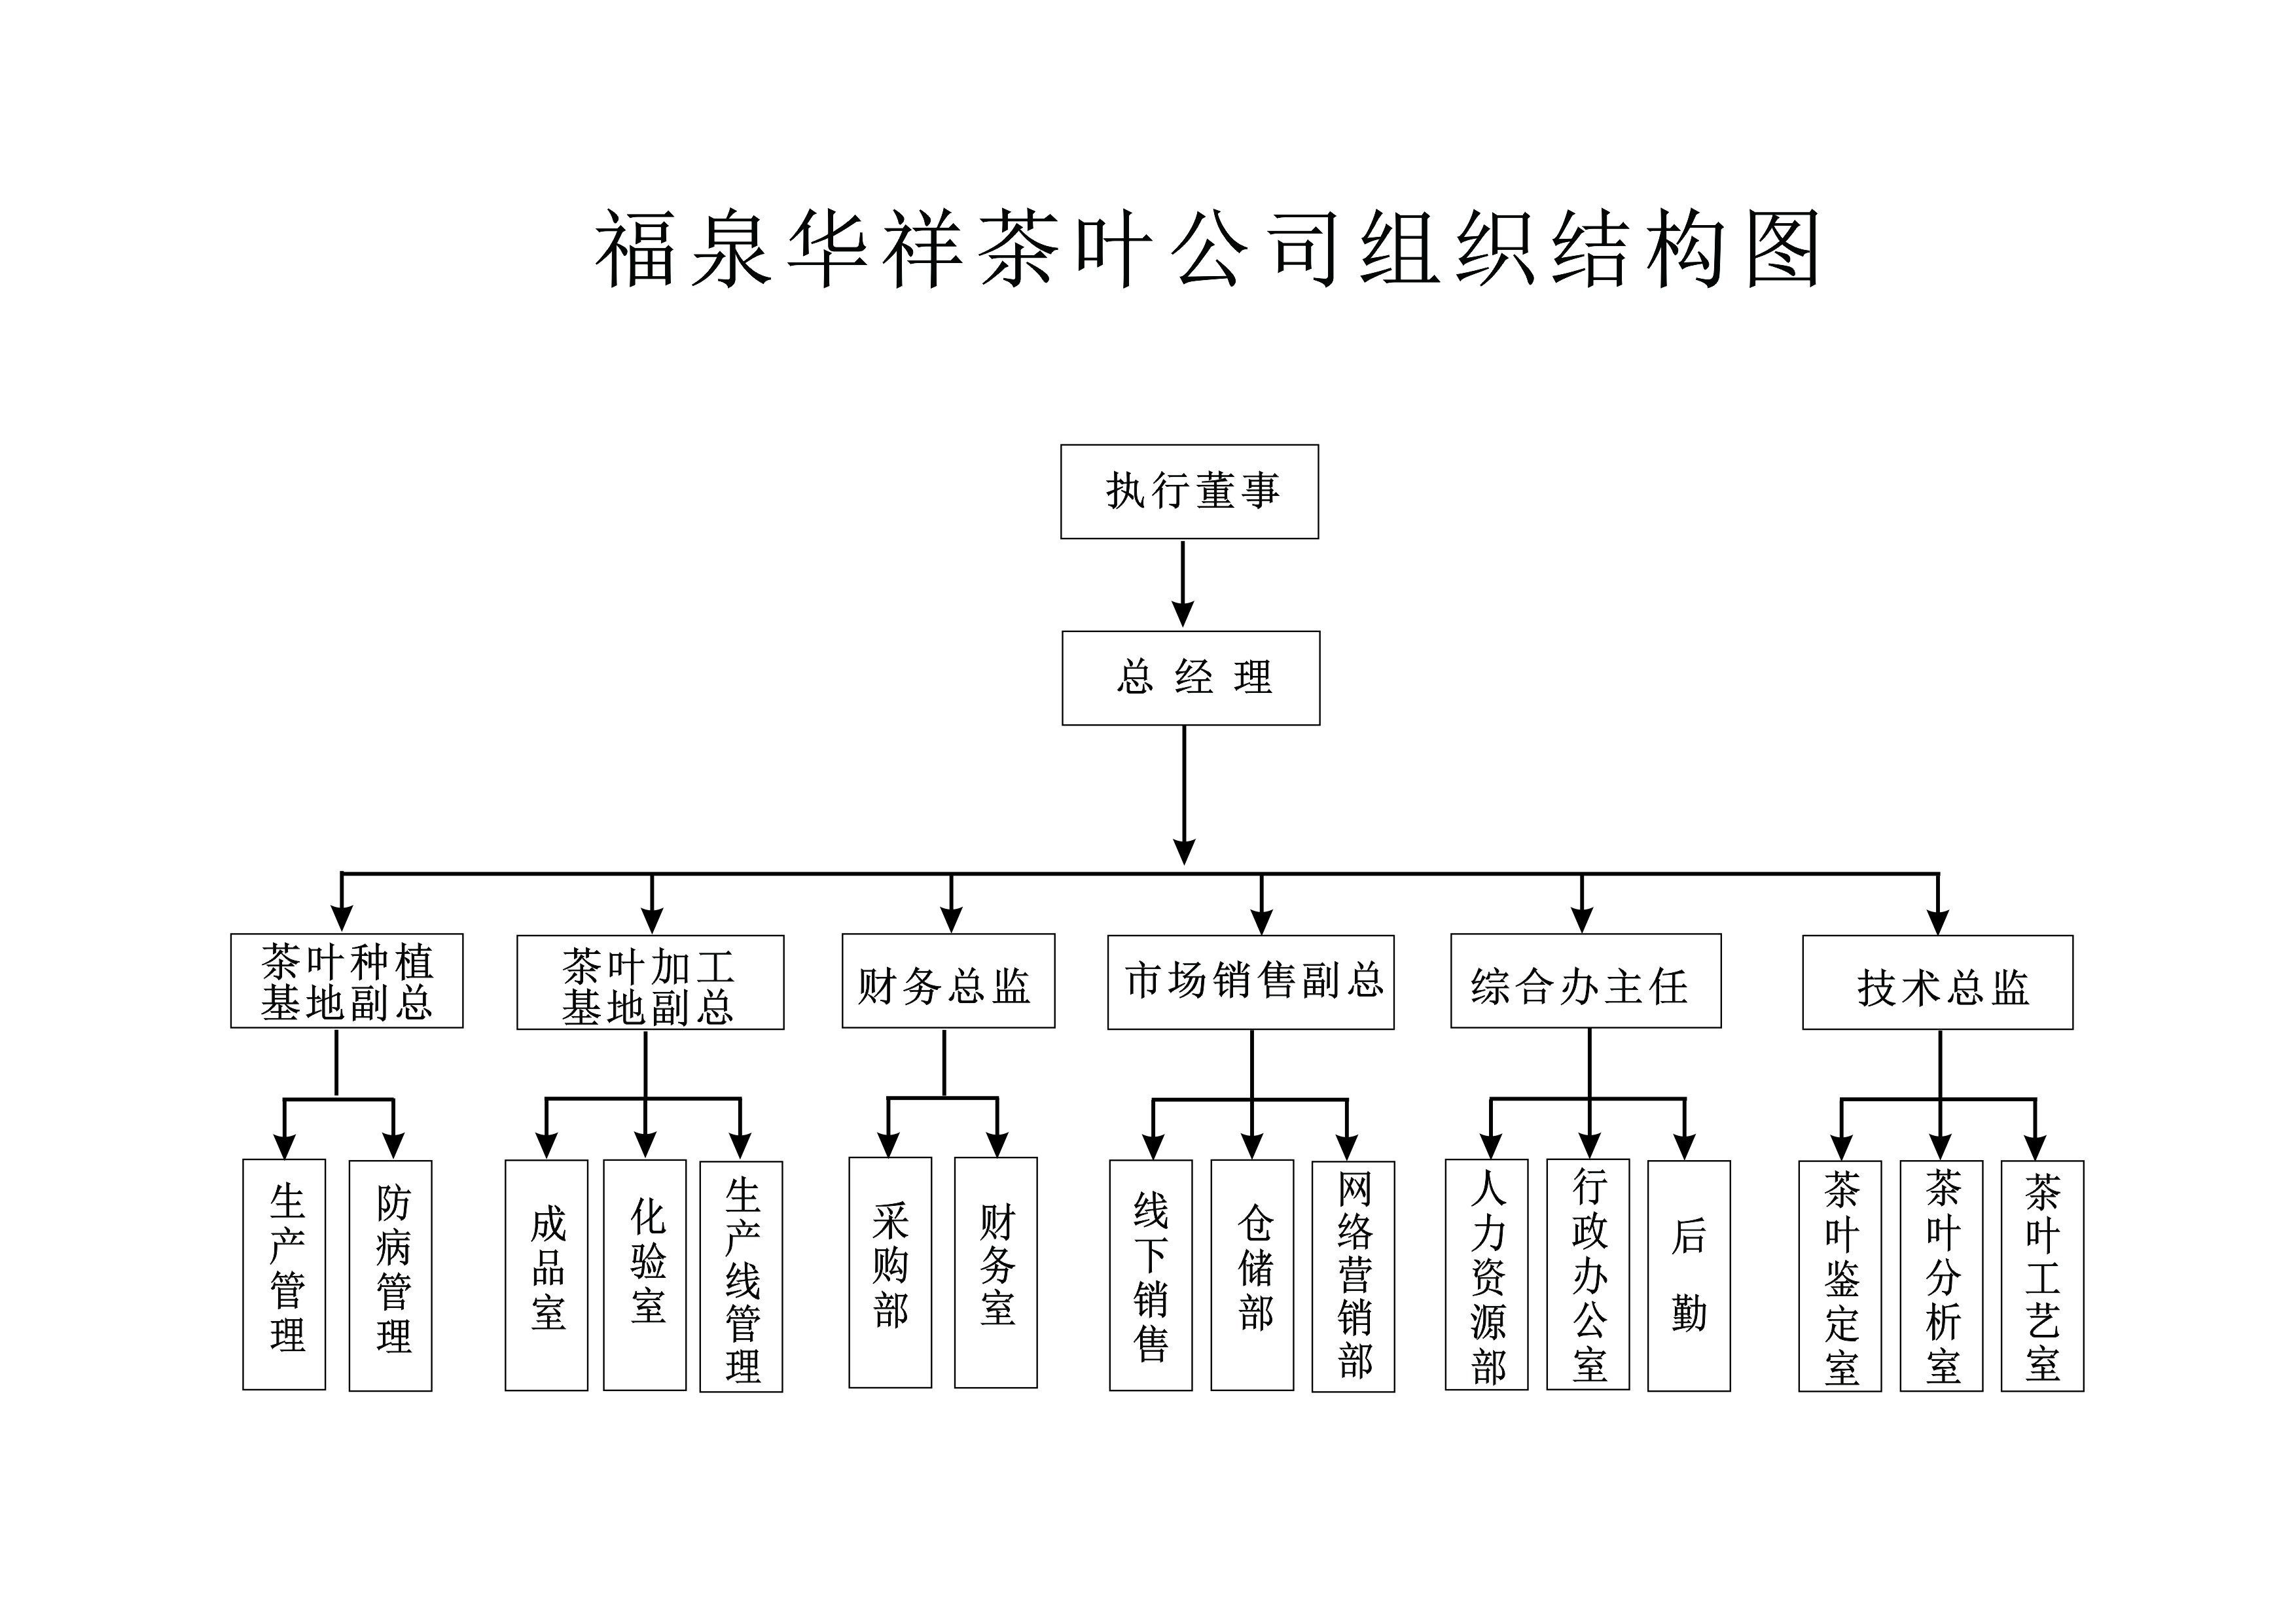 福泉华祥茶叶公司组织结构图
执行董事
总 经 理
茶叶种植
基地副总
茶叶加工
基地副总
财务总监
市场销售副总
综合办主任
技术总监
生产管理
防病管理
成品室
化验室
生产线管理
采购部
财务室
线下销售
仓储部
网络营销部
人力资源部
行政办公室
后勤
茶叶鉴定室
茶叶分析室
茶叶工艺室